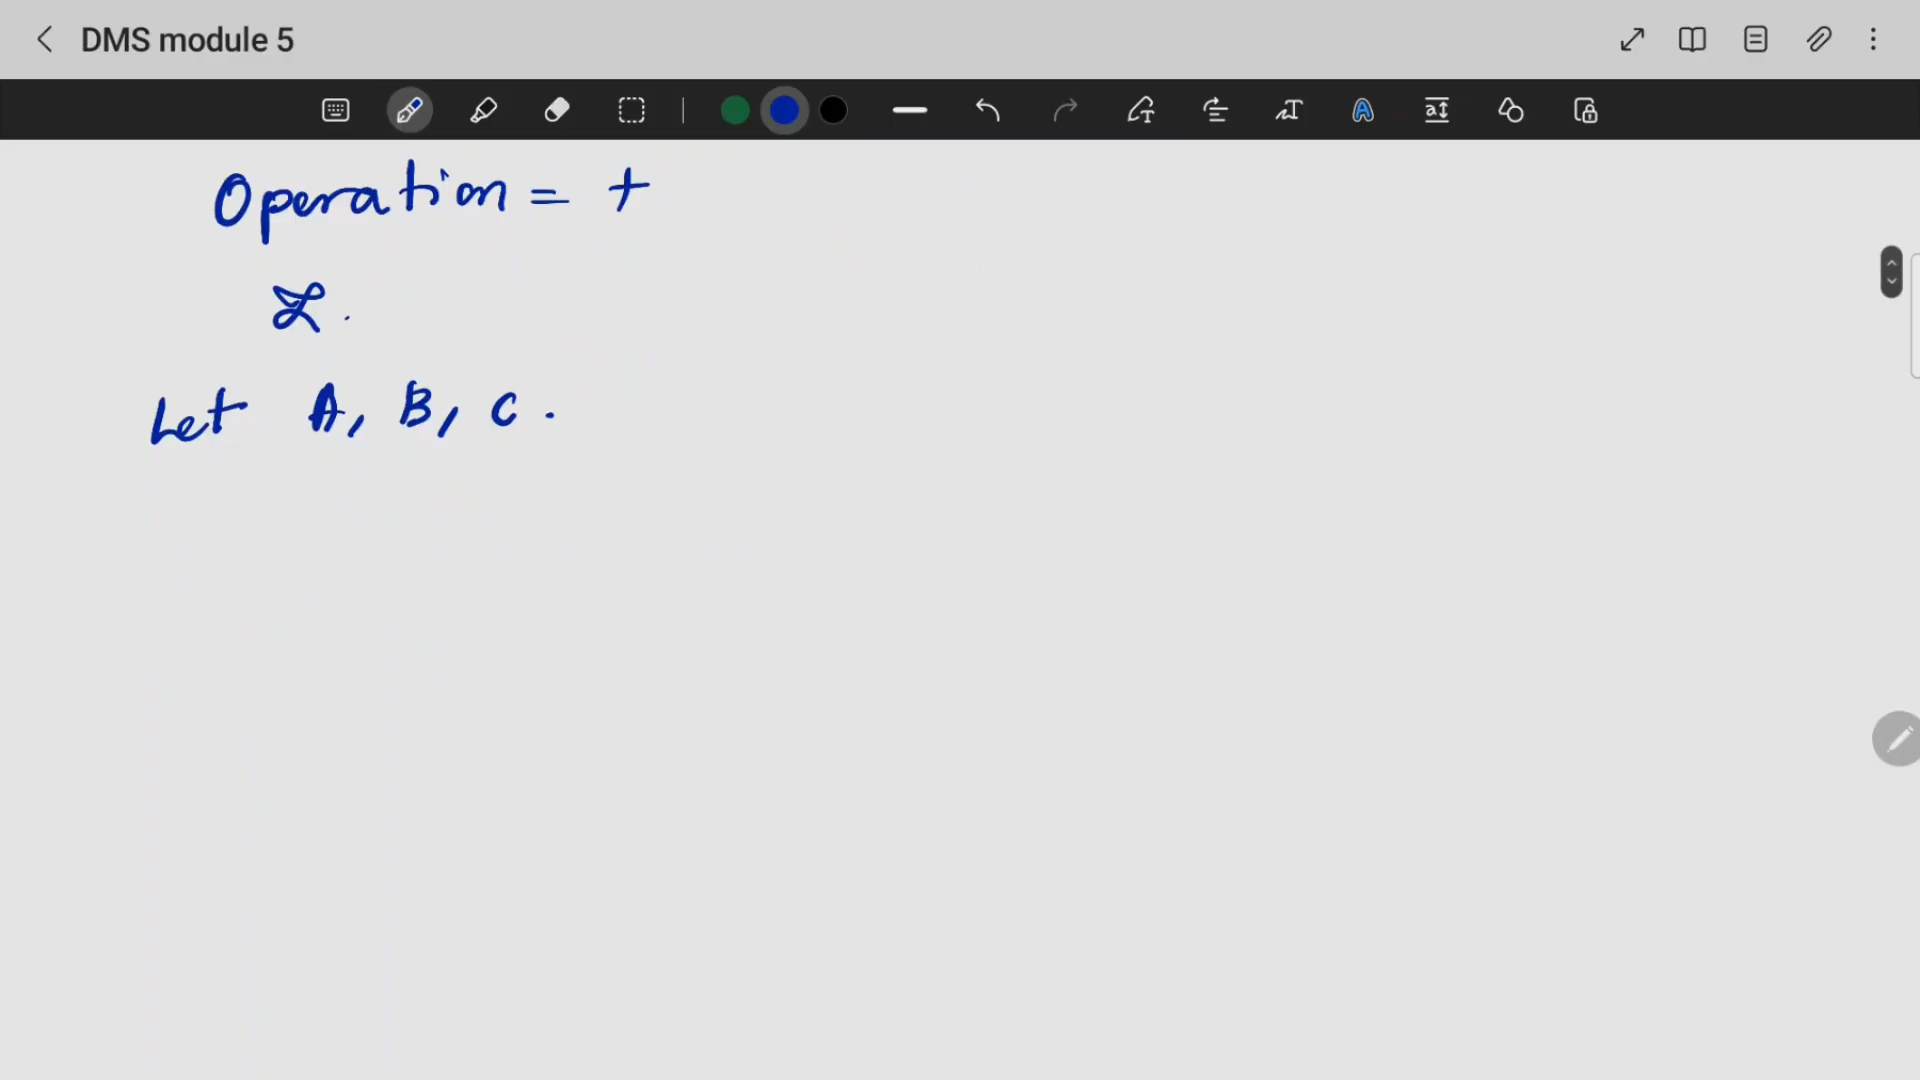 DMS module 5
Operation = +
Let A, B, C.